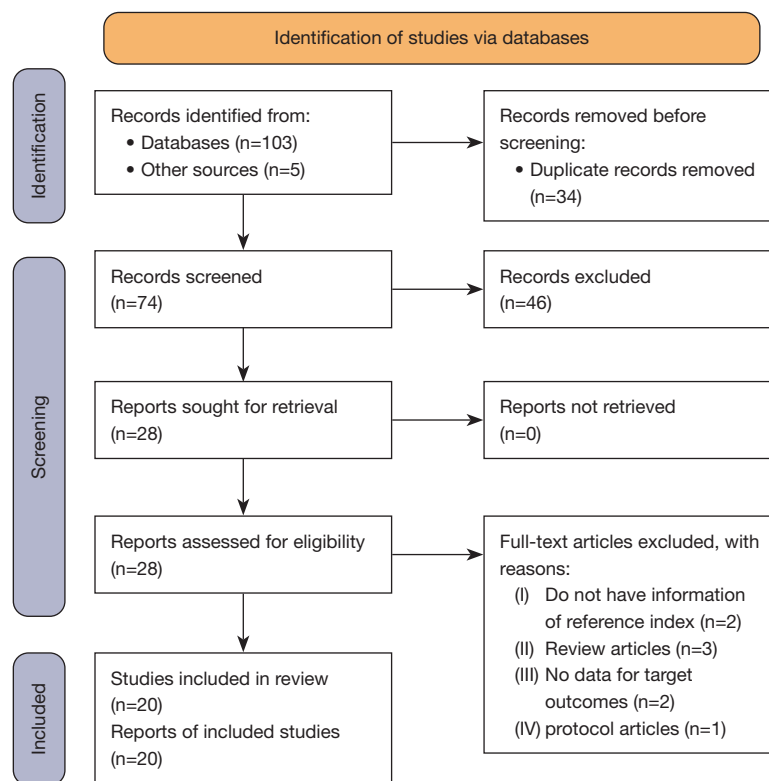 Identification of studies via databases
Identification
Records identified from:
• Databases (n=103)
• Other sources (n=5)
Records removed before
screening:
• Duplicate records removed
(n=34)
Screening
Records screened
(n=74)
Records excluded
(n=46)
Reports sought for retrieval
(n=28)
Reports not retrieved
(n=0)
Reports assessed for eligibility
(n=28)
Full-text articles excluded, with
reasons:
(I) Do not have information
of reference index (n=2)
(II) Review articles (n=3)
(III) No data for target
outcomes (n=2)
(IV) protocol articles (n=1)
Included
Studies included in review
(n=20)
Reports of included studies
(n=20)